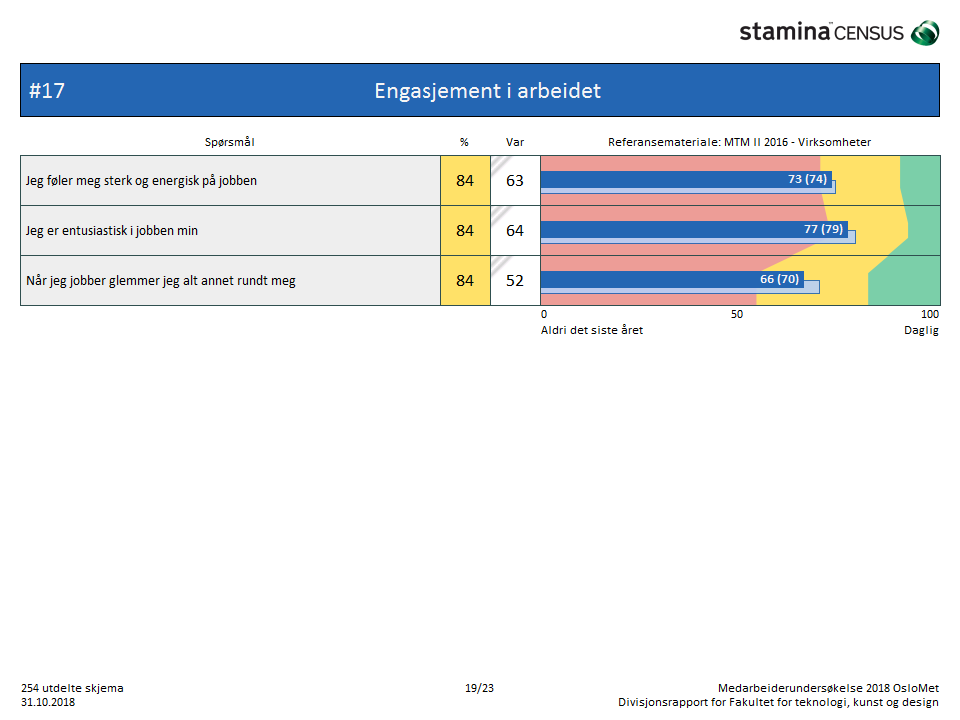 stamina™CENSUS
#17 Engasjement i arbeidet
Spørsmål % Var Referansemateriale: MTM II 2016 - Virksomheter
Jeg føler meg sterk og energisk på jobben 84 63 73 (74)
Jeg er entusiastisk i jobben min 84 64 77 (79)
Når jeg jobber glemmer jeg alt annet rundt meg 84 52 66 (70)
0 50 100
Aldri det siste året Daglig
254 utdelte skjema 19/23 Medarbeiderundersøkelse 2018 OsloMet
31.10.2018 Divisjonsrapport for Fakultet for teknologi, kunst og design